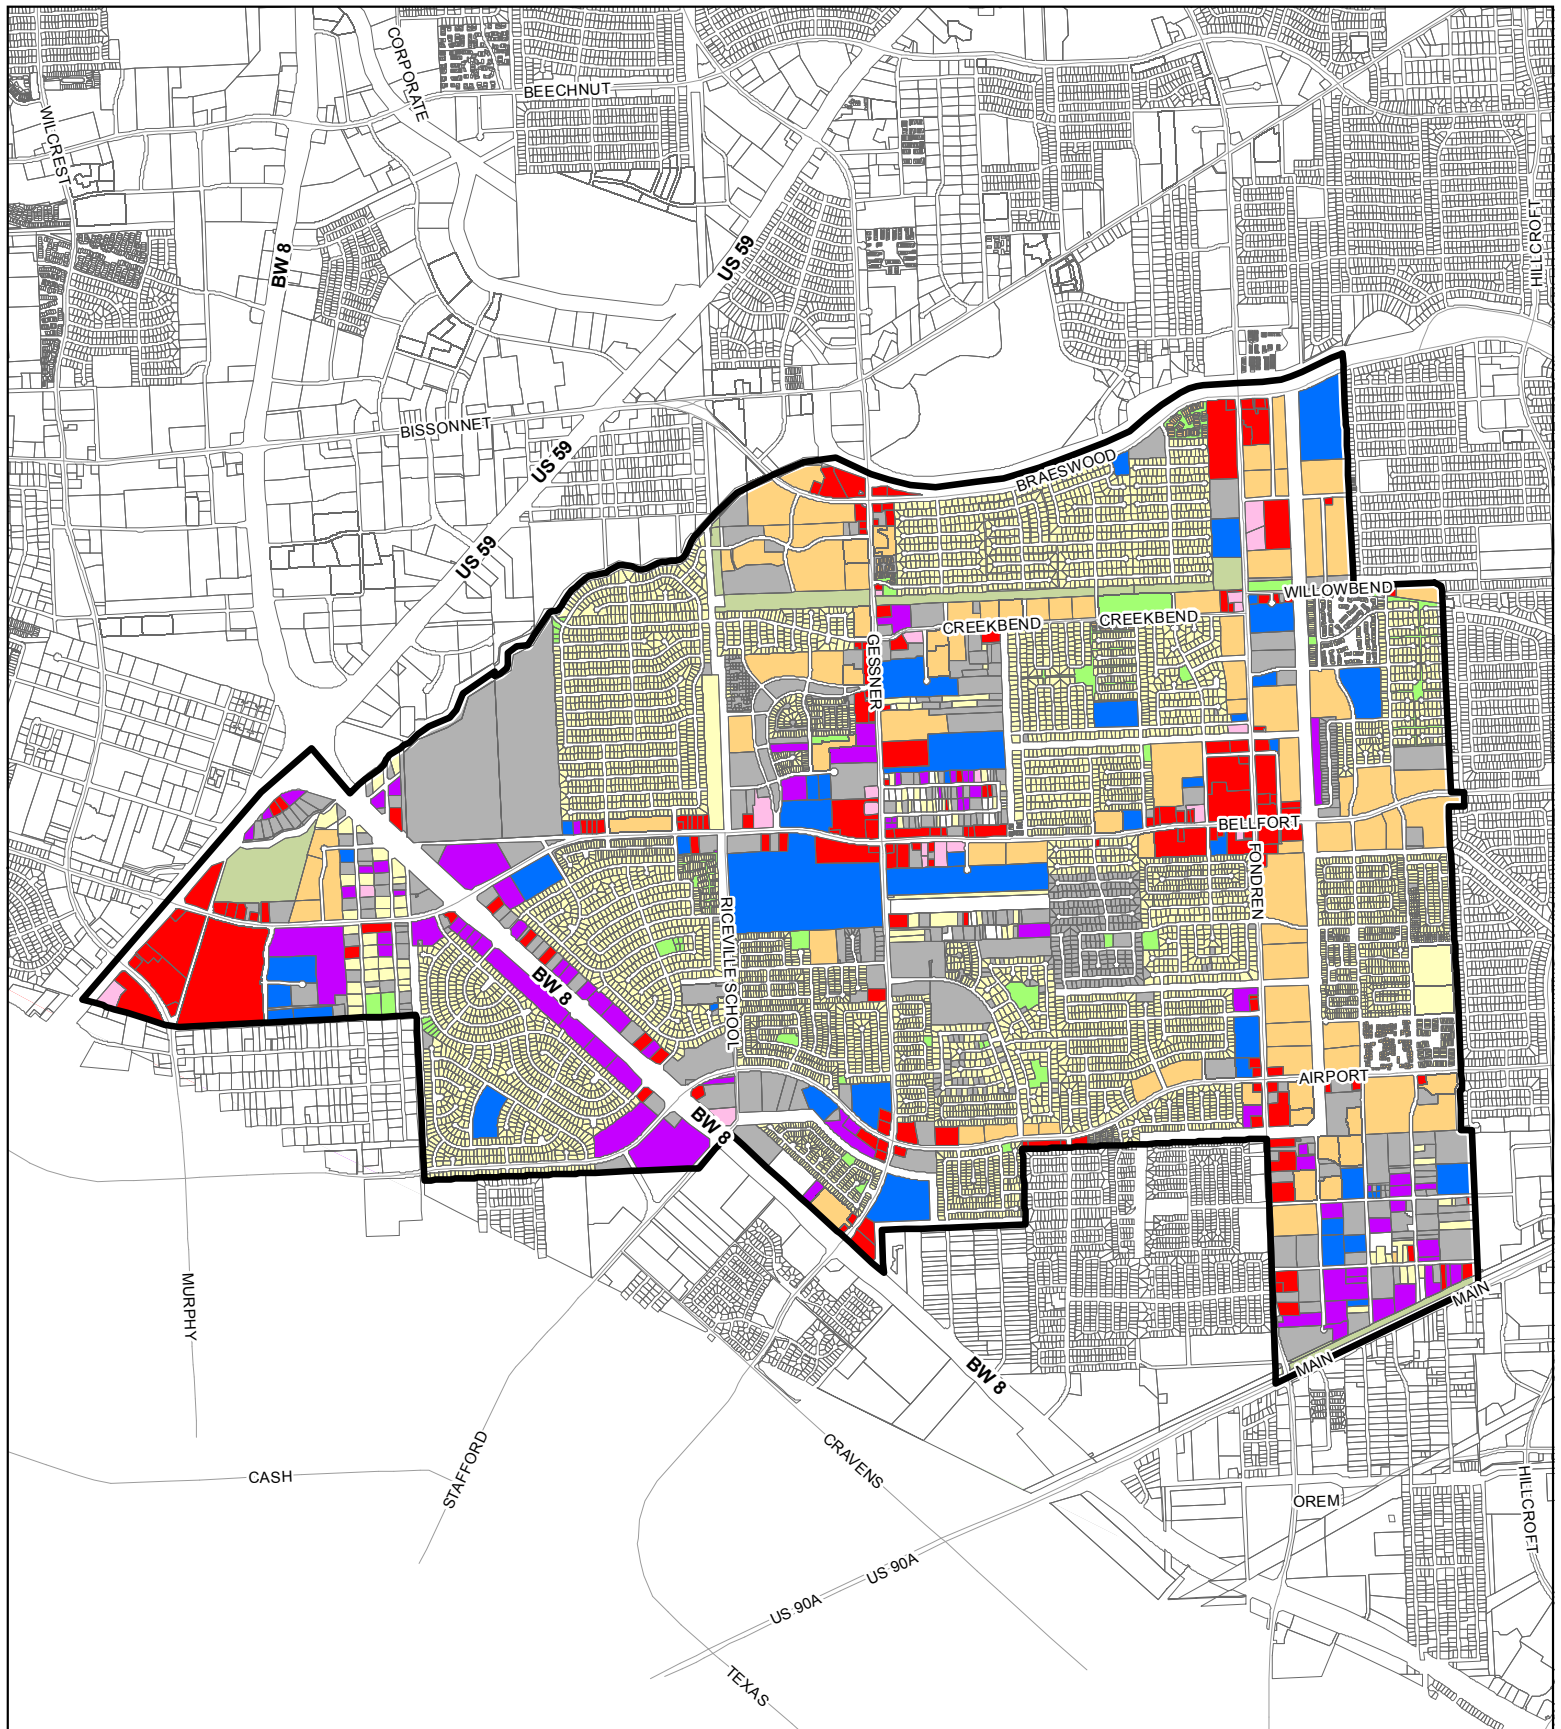 CORPORATE
BEECHNUT
WILCREST
BW 8
US 59
HILLCROFT
BISSONNET
US 59
BRAESWOOD
US 59
WILLOWBEND
CREEKBEND
CREEKBEND
GESSNER
BELLFORT
FONDREN
RICEVILLE SCHOOL
BW 8
AIRPORT
BW 8
MURPHY
MAIN
MAIN
BW 8
CRAVENS
STAFFORD
CASH
OREM
HILLCROFT
US 90A
US 90A
TEXAS